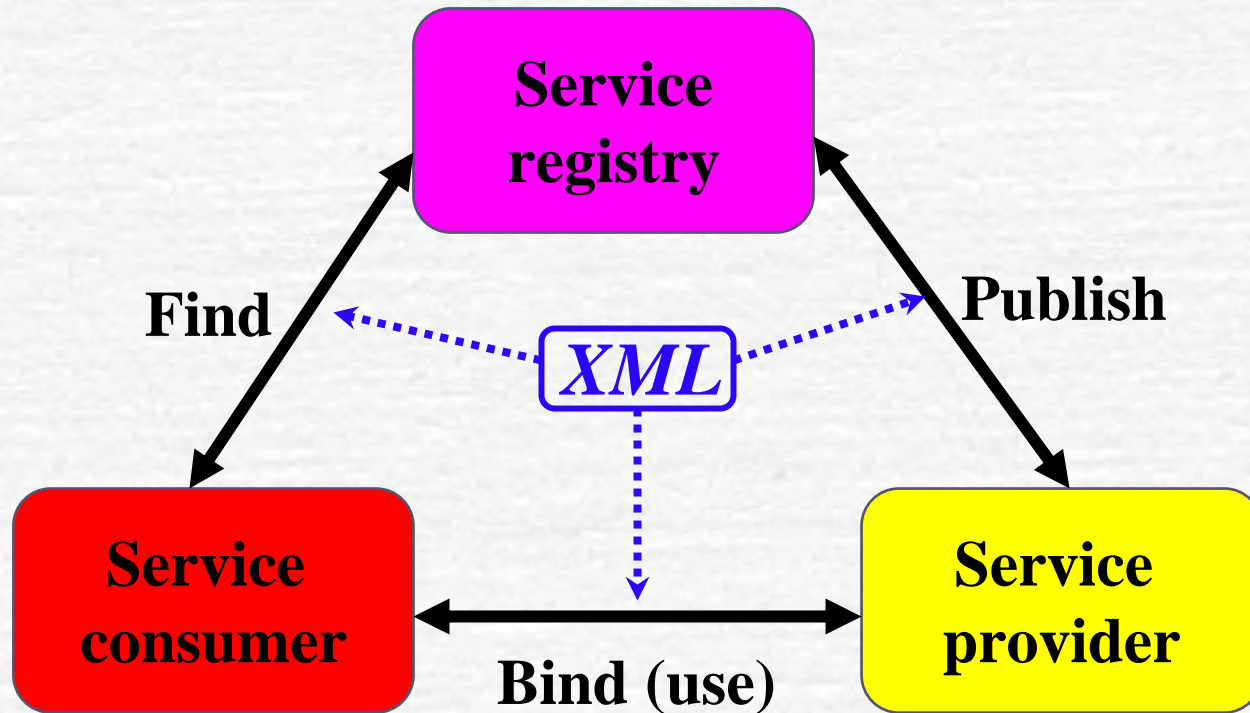 Service
registry
Find
Publish
XML
Service
consumer
Service
provider
Bind (use)